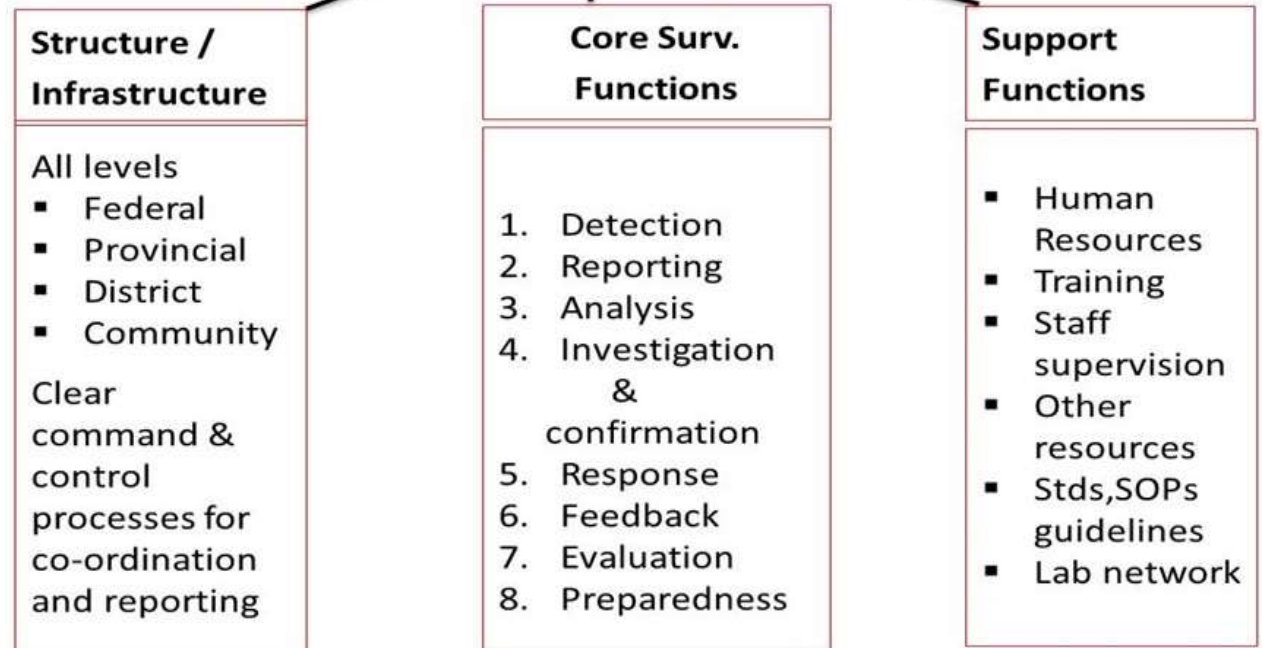 Structure /
Infrastructure
All levels
▪ Federal
▪ Provincial
▪ District
▪ Community
Clear
command &
control
processes for
co-ordination
and reporting
Core Surv.
Functions
1. Detection
2. Reporting
3. Analysis
4. Investigation
&
confirmation
5. Response
6. Feedback
7. Evaluation
8. Preparedness
Support
Functions
▪ Human
Resources
▪ Training
▪ Staff
supervision
▪ Other
resources
▪ Stds,SOPs
guidelines
▪ Lab network